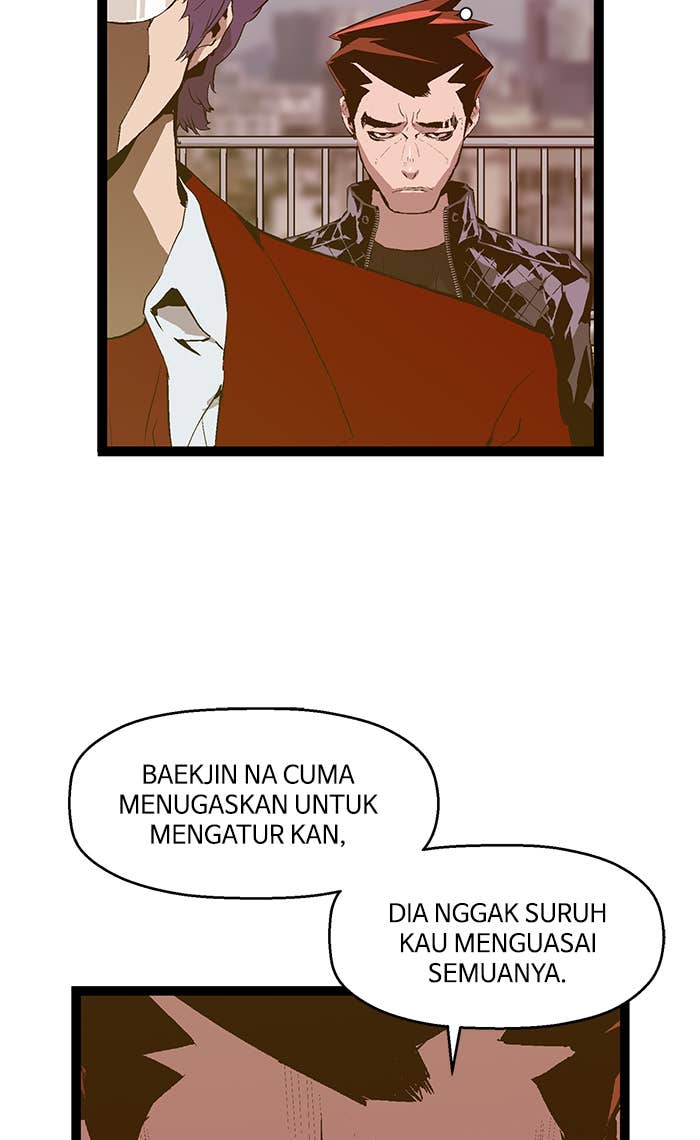 BAEKJIN NA CUMA
MENUGASKAN UNTUK
MENGATUR KAN,
DIA NGGAK SURUH
KAU MENGUASAI
SEMUANYA.